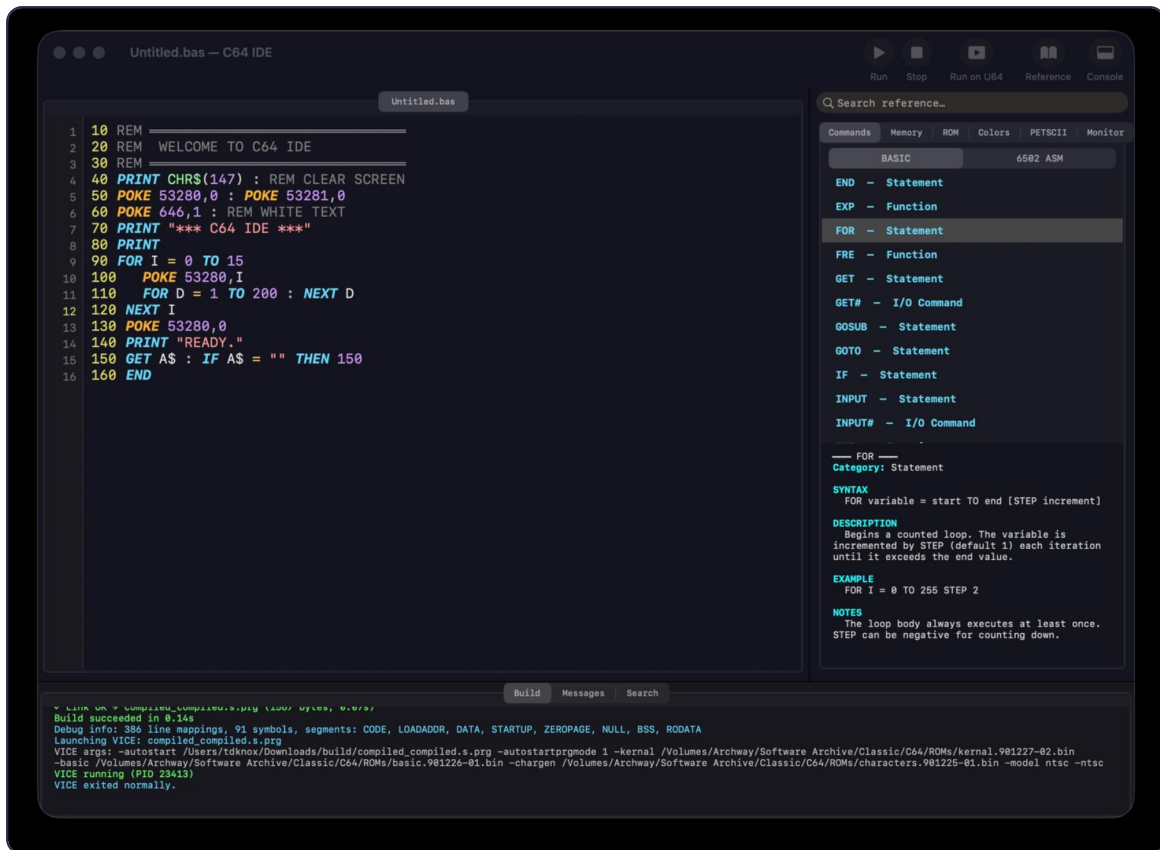 Untitled.bas — C64 IDE
Run
Stop
Run on U64
Reference
Console
Untitled.bas
1 10 REM ═══════════════════════════════
2 20 REM  WELCOME TO C64 IDE
3 30 REM ═══════════════════════════════
4 40 PRINT CHR$(147) : REM CLEAR SCREEN
5 50 POKE 53280,0 : POKE 53281,0
6 60 POKE 646,1 : REM WHITE TEXT
7 70 PRINT "*** C64 IDE ***"
8 80 PRINT
9 90 FOR I = 0 TO 15
10 100   POKE 53280,I
11 110   FOR D = 1 TO 200 : NEXT D
12 120 NEXT I
13 130 POKE 53280,0
14 140 PRINT "READY."
15 150 GET A$ : IF A$ = "" THEN 150
16 160 END
Search reference…
Commands
Memory
ROM
Colors
PETSCII
Monitor
BASIC
6502 ASM
END – Statement
EXP – Function
FOR – Statement
FRE – Function
GET – Statement
GET# – I/O Command
GOSUB – Statement
GOTO – Statement
IF – Statement
INPUT – Statement
INPUT# – I/O Command
─── FOR ───
Category: Statement
SYNTAX
FOR variable = start TO end [STEP increment]
DESCRIPTION
Begins a counted loop. The variable is
incremented by STEP (default 1) each iteration
until it exceeds the end value.
EXAMPLE
FOR I = 0 TO 255 STEP 2
NOTES
The loop body always executes at least once.
STEP can be negative for counting down.
Build
Messages
Search
Link OK → compiled_compiled.s.prg (1567 bytes, 0.07s)
Build succeeded in 0.14s
Debug info: 386 line mappings, 91 symbols, segments: CODE, LOADADDR, DATA, STARTUP, ZEROPAGE, NULL, BSS, RODATA
Launching VICE: compiled_compiled.s.prg
VICE args: -autostart /Users/tdknox/Downloads/build/compiled_compiled.s.prg -autostartprgmode 1 -kernal /Volumes/Archway/Software Archive/Classic/C64/ROMs/kernal.901227-02.bin
-basic /Volumes/Archway/Software Archive/Classic/C64/ROMs/basic.901226-01.bin -chargen /Volumes/Archway/Software Archive/Classic/C64/ROMs/characters.901225-01.bin -model ntsc -ntsc
VICE running (PID 23413)
VICE exited normally.